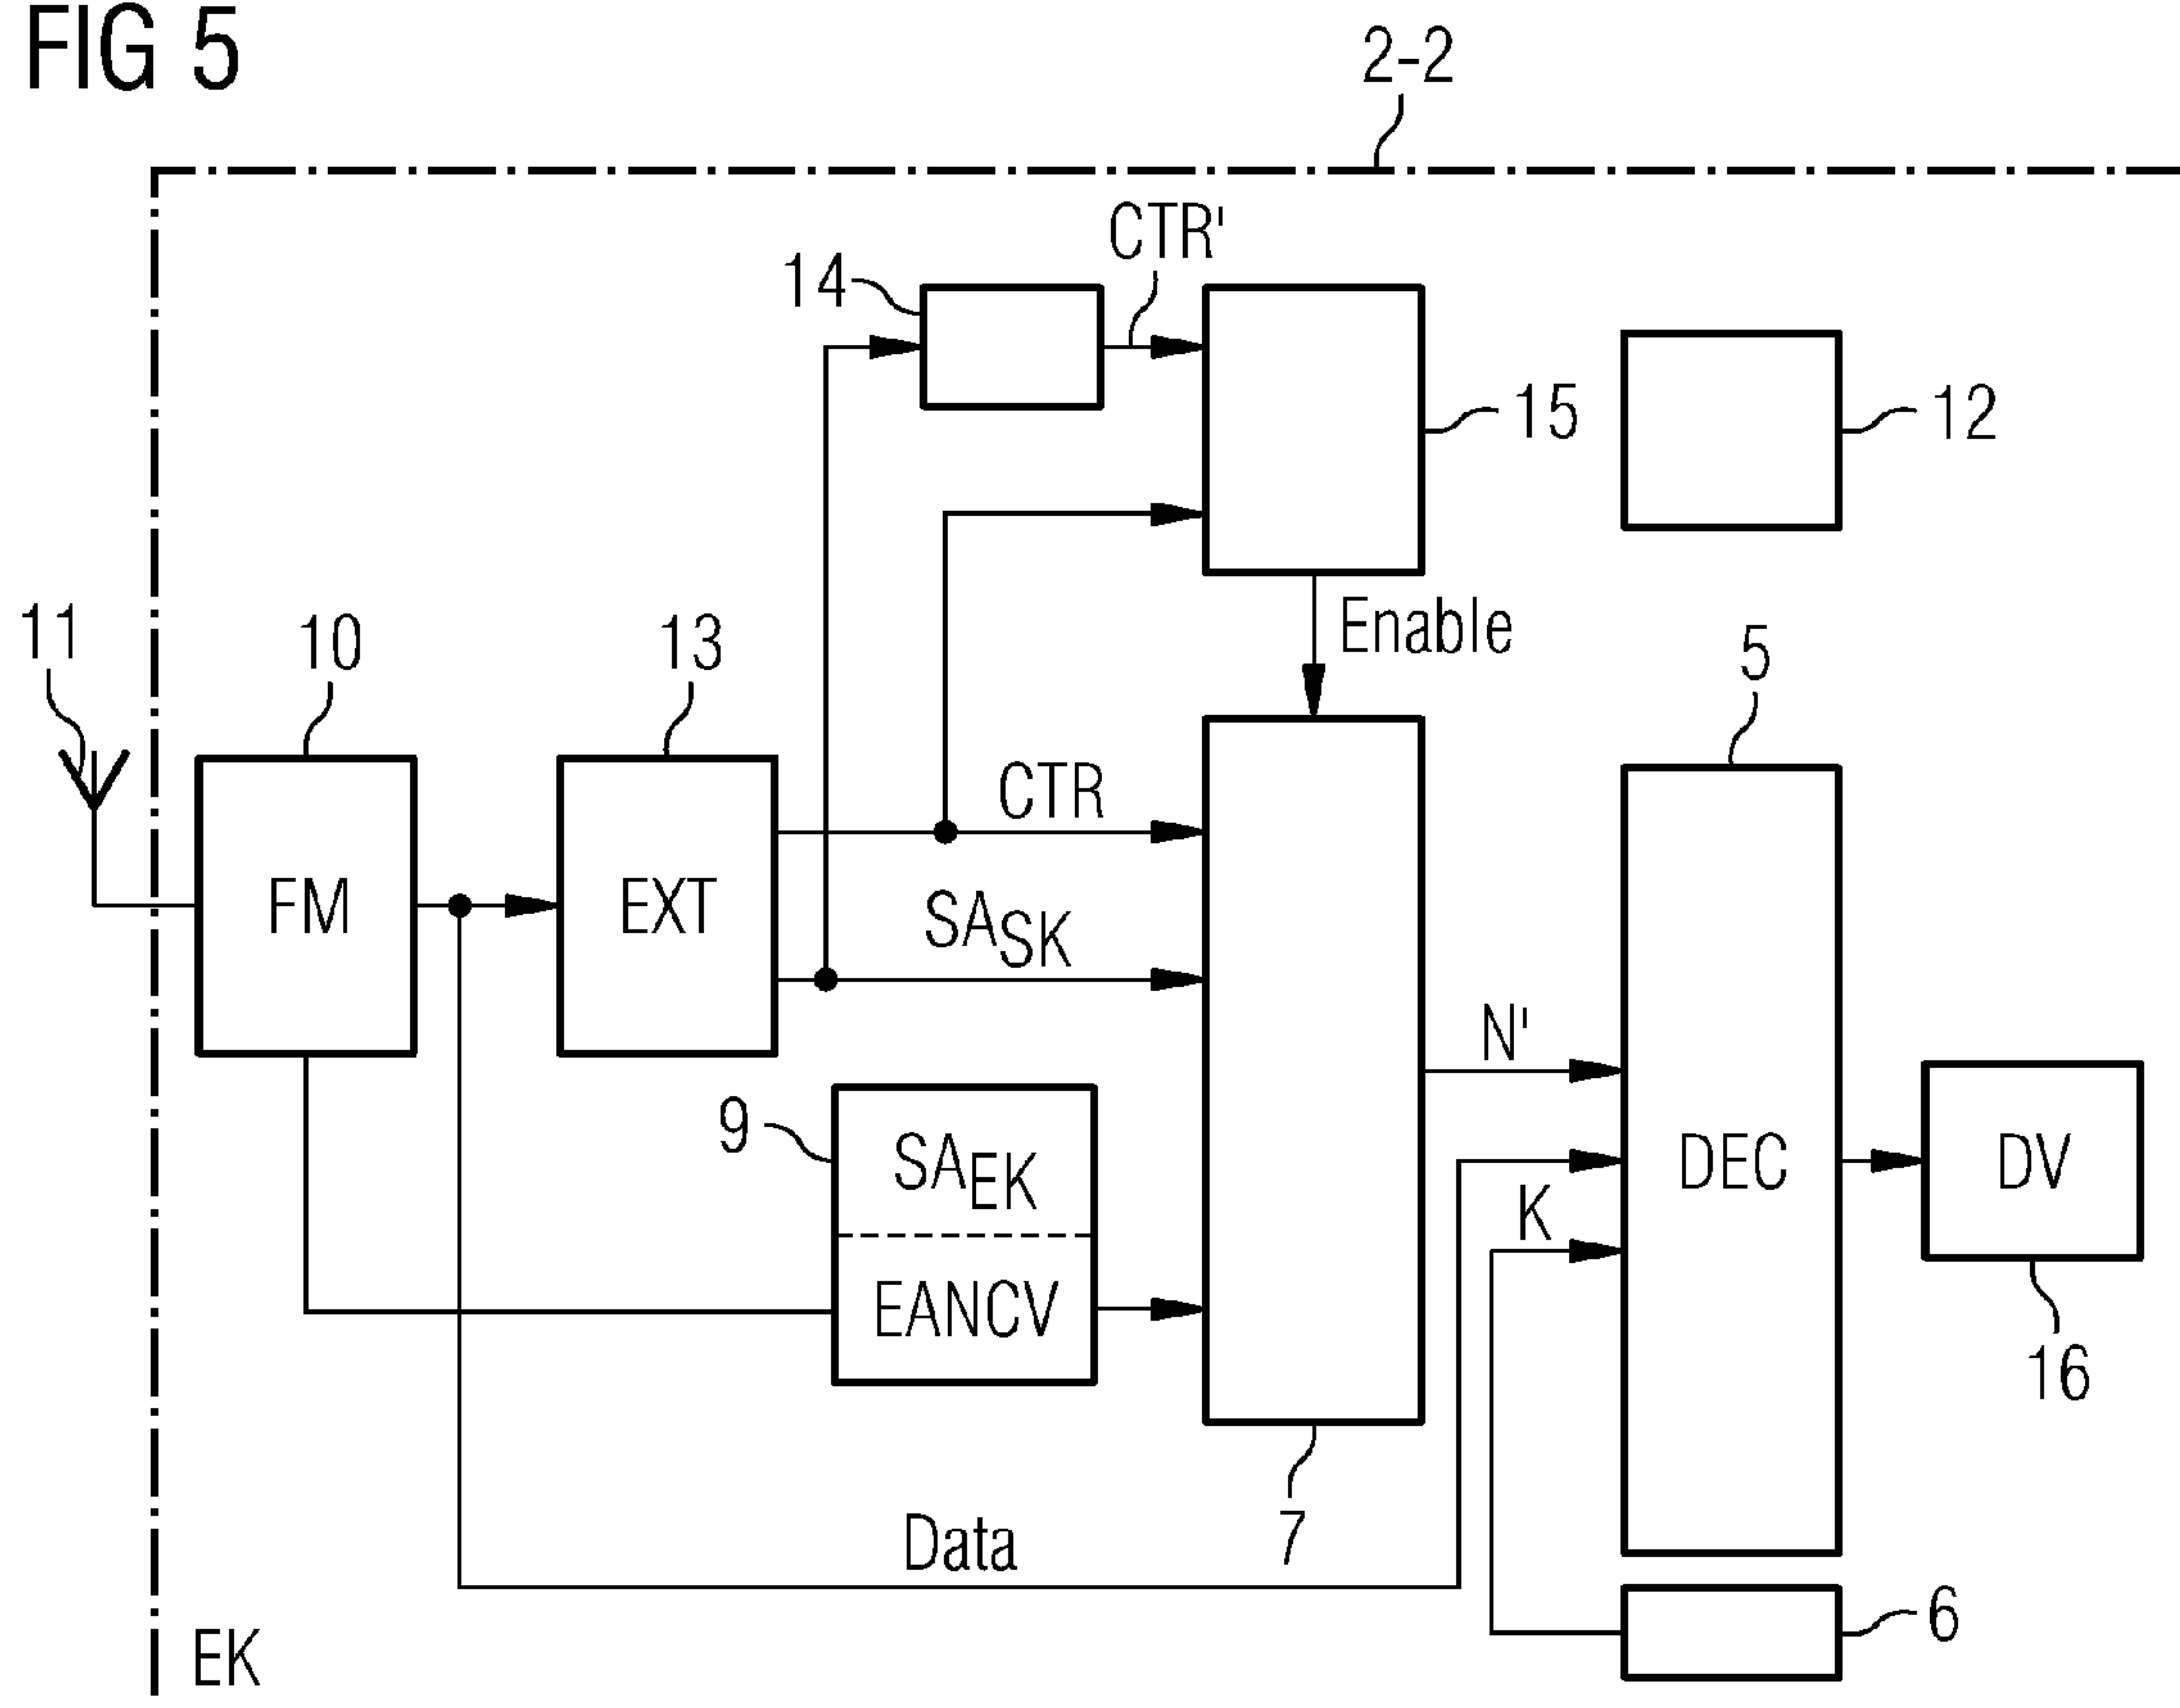 FIG 5
2-2
CTR'
14
15
12
Enable
11
10
13
5
CTR
FM
EXT
SASK
N'
9
SAEK
DEC
DV
K
EANCV
16
7
Data
6
EK